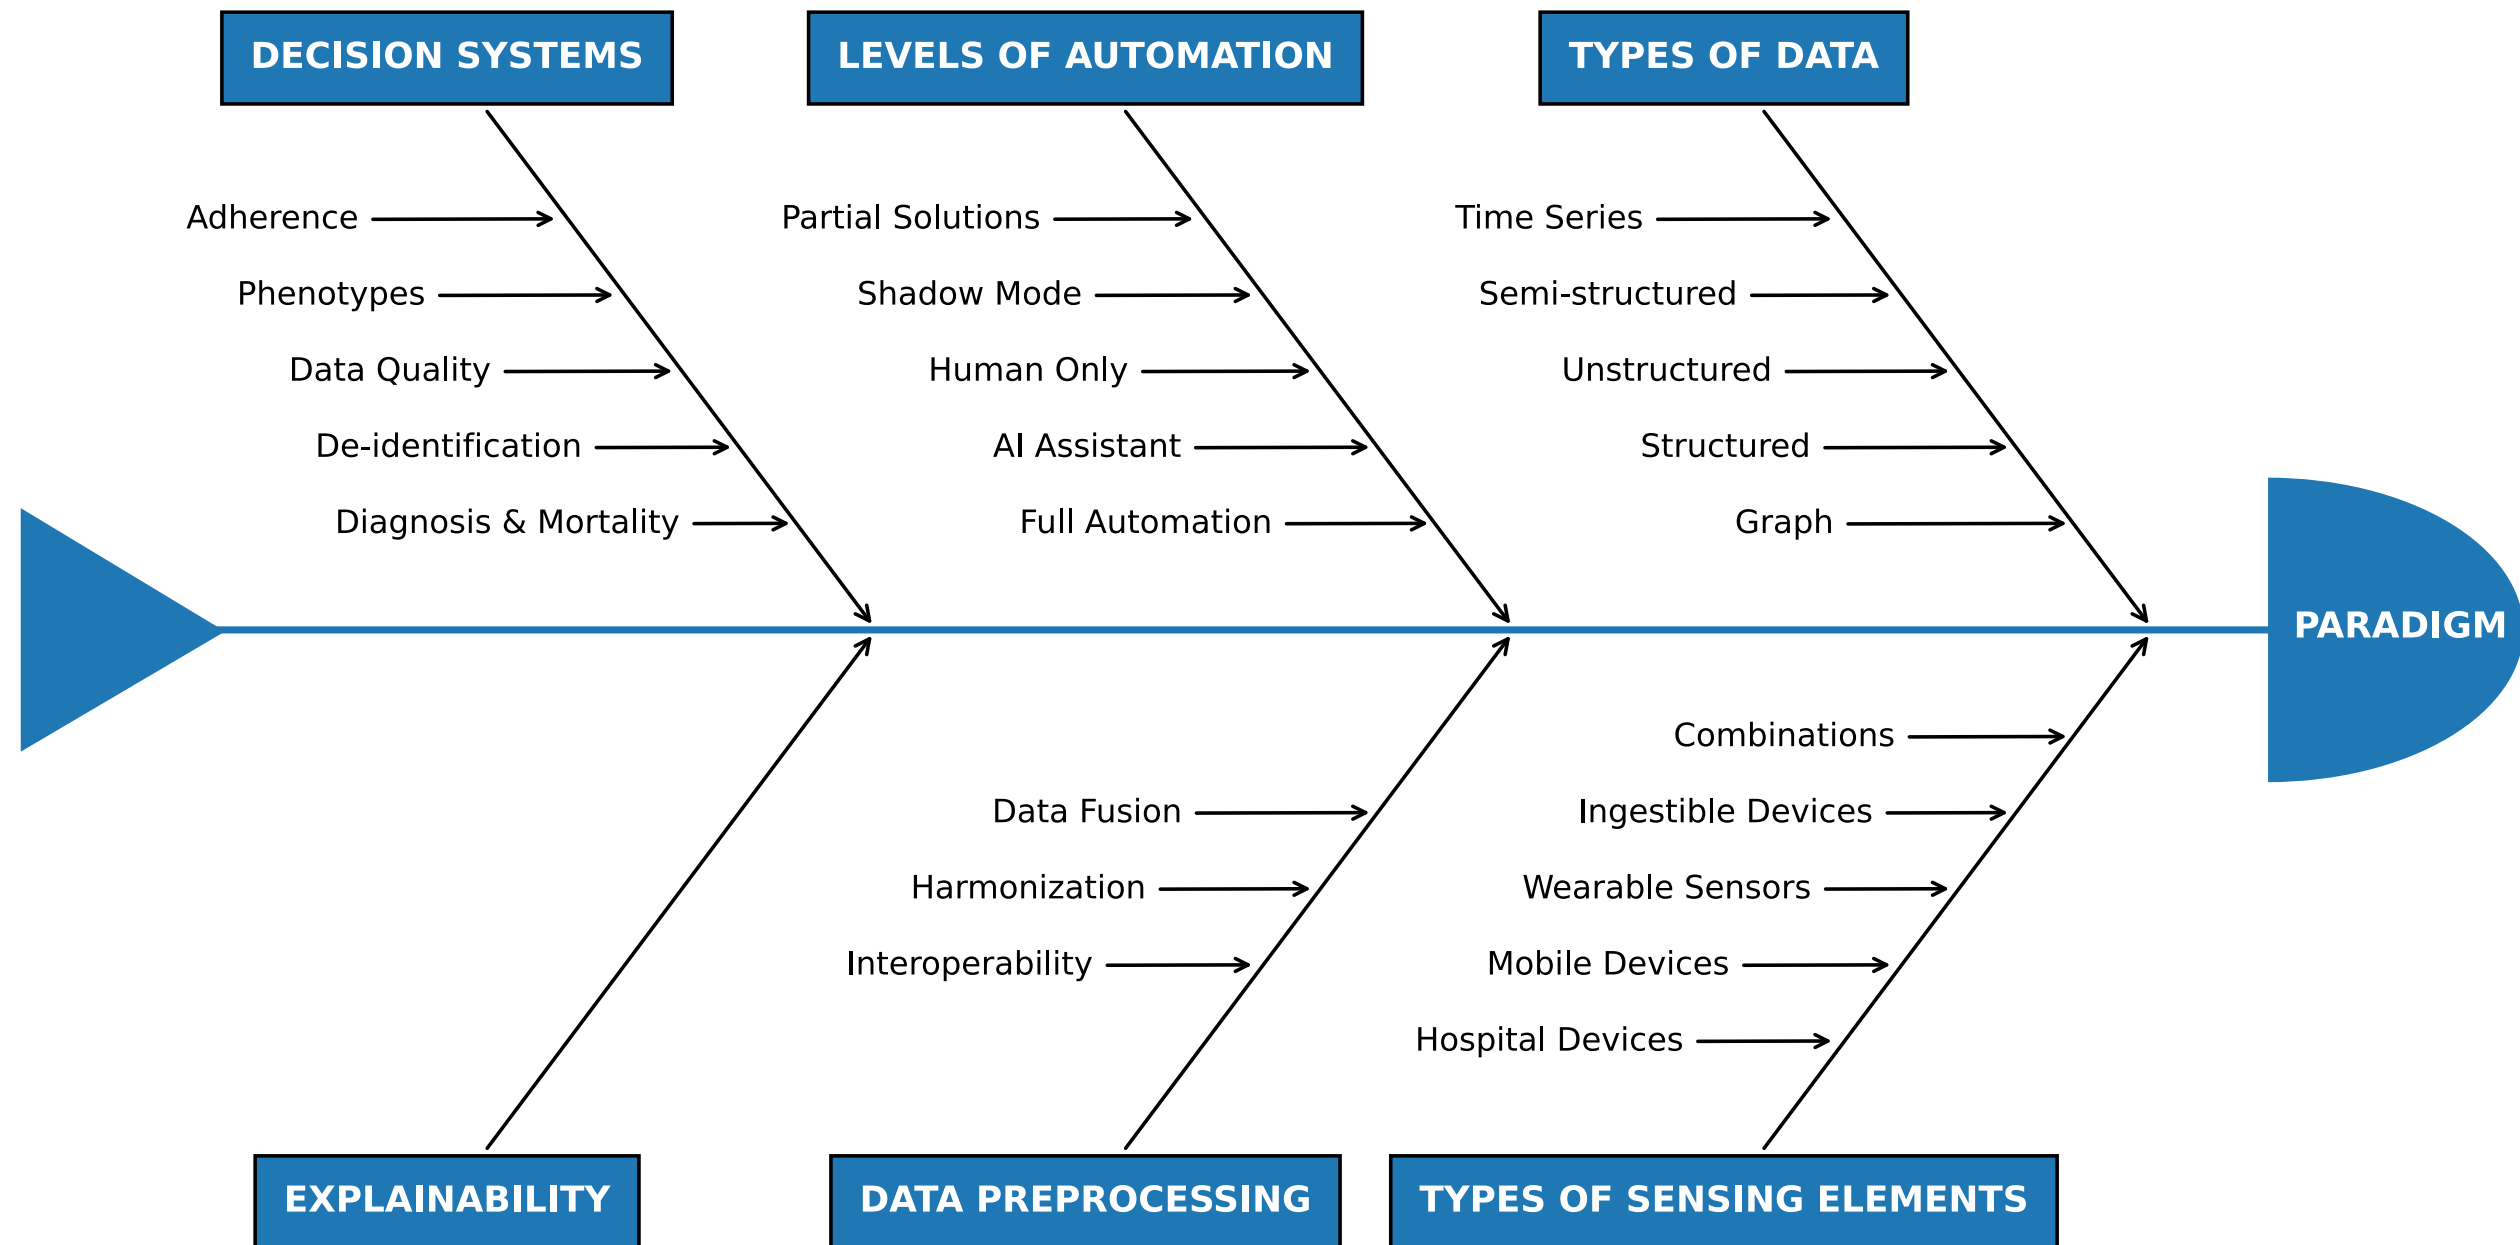 DECISION SYSTEMS
LEVELS OF AUTOMATION
TYPES OF DATA
Adherence
Phenotypes
Data Quality
De-identification
Diagnosis & Mortality
Partial Solutions
Shadow Mode
Human Only
AI Assistant
Full Automation
Time Series
Semi-structured
Unstructured
Structured
Graph
PARADIGM
Data Fusion
Harmonization
Interoperability
Combinations
Ingestible Devices
Wearable Sensors
Mobile Devices
Hospital Devices
EXPLAINABILITY
DATA PREPROCESSING
TYPES OF SENSING ELEMENTS